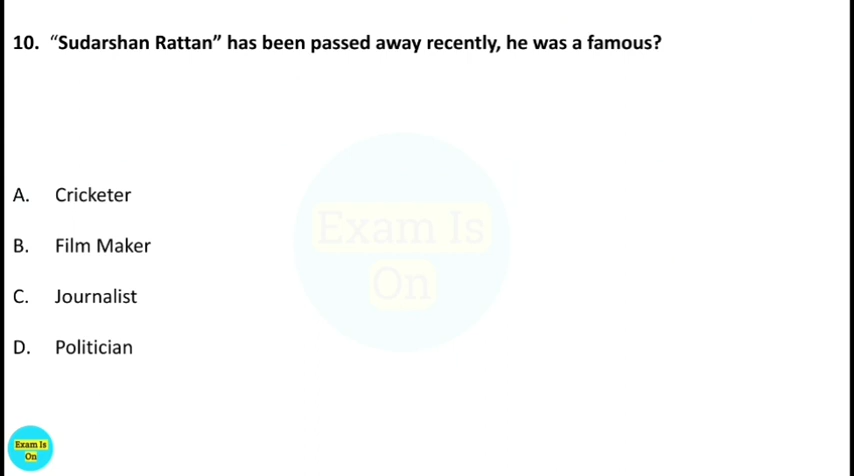 10. “Sudarshan Rattan” has been passed away recently, he was a famous?
A. Cricketer
Exam Is
On
B. Film Maker
C. Journalist
D. Politician
Exam Is
On